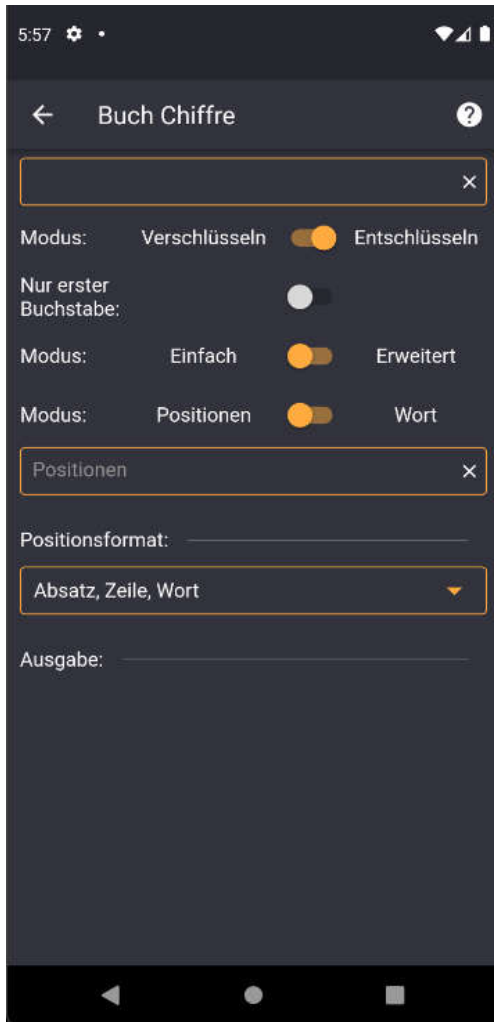 5:57
Buch Chiffre
Modus: Verschlüsseln Entschlüsseln
Nur erster
Buchstabe:
Modus: Einfach Erweitert
Modus: Positionen Wort
Positionen
Positionsformat:
Absatz, Zeile, Wort
Ausgabe: